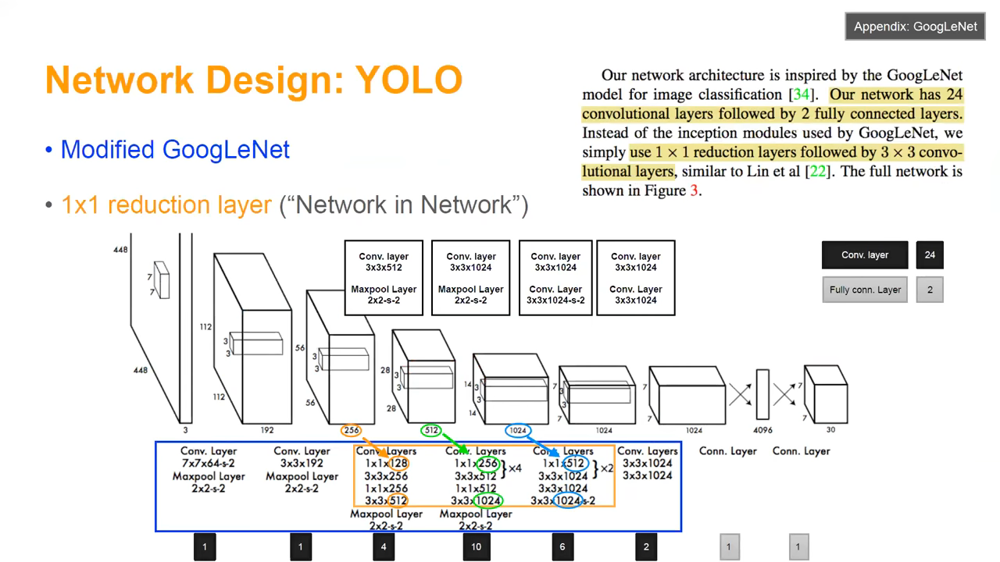 Appendix: GoogLeNet
Network Design: YOLO
• Modified GoogLeNet
• 1x1 reduction layer (“Network in Network”)
Our network architecture is inspired by the GoogLeNet
model for image classification [34]. Our network has 24
convolutional layers followed by 2 fully connected layers.
Instead of the inception modules used by GoogLeNet, we
simply use 1 × 1 reduction layers followed by 3 × 3 convo-
lutional layers, similar to Lin et al [22]. The full network is
shown in Figure 3.
Conv. layer 24
Fully conn. Layer 2
Conv. layer
3x3x512
Maxpool Layer
2x2-s-2
Conv. layer
3x3x1024
Maxpool Layer
2x2-s-2
Conv. layer
3x3x1024
Conv. Layer
3x3x1024-s-2
Conv. layer
3x3x1024
Conv. Layer
3x3x1024
448
448
7
7
3
112
112
3
3
192
56
56
3
3
256
28
28
3
3
512
14
14
3
3
1024
7
7
3
3
1024
7
7
1024
4096
7
7
30
Conv. Layer
7x7x64-s-2
Maxpool Layer
2x2-s-2
Conv. Layer
3x3x192
Maxpool Layer
2x2-s-2
Conv. Layers
1x1x128
3x3x256
1x1x256
3x3x512
Maxpool Layer
2x2-s-2
Conv. Layers
1x1x256
3x3x512 }×4
1x1x512
3x3x1024
Maxpool Layer
2x2-s-2
Conv. Layers
1x1x512
3x3x1024 }×2
3x3x1024
3x3x1024-s-2
Conv. Layers
3x3x1024
3x3x1024
Conn. Layer
Conn. Layer
1 1 4 10 6 2 1 1